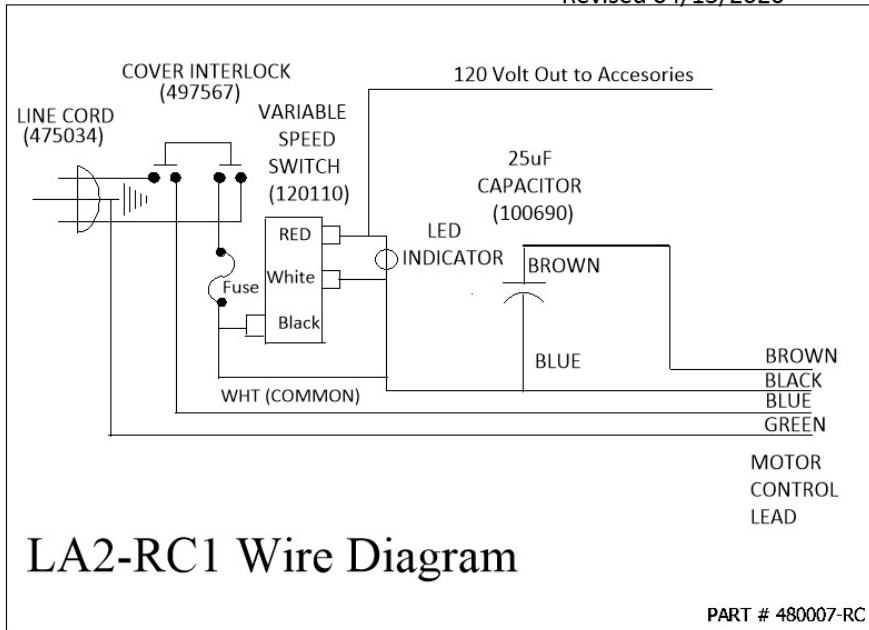 Revised 04/15/2020
COVER INTERLOCK
(497567)
120 Volt Out to Accesories
LINE CORD
(475034)
VARIABLE
SPEED
SWITCH
(120110)
25uF
CAPACITOR
(100690)
RED
LED
INDICATOR
BROWN
White
Fuse
Black
BLUE
WHT (COMMON)
BROWN
BLACK
BLUE
GREEN
MOTOR
CONTROL
LEAD
LA2-RC1 Wire Diagram
PART # 480007-RC